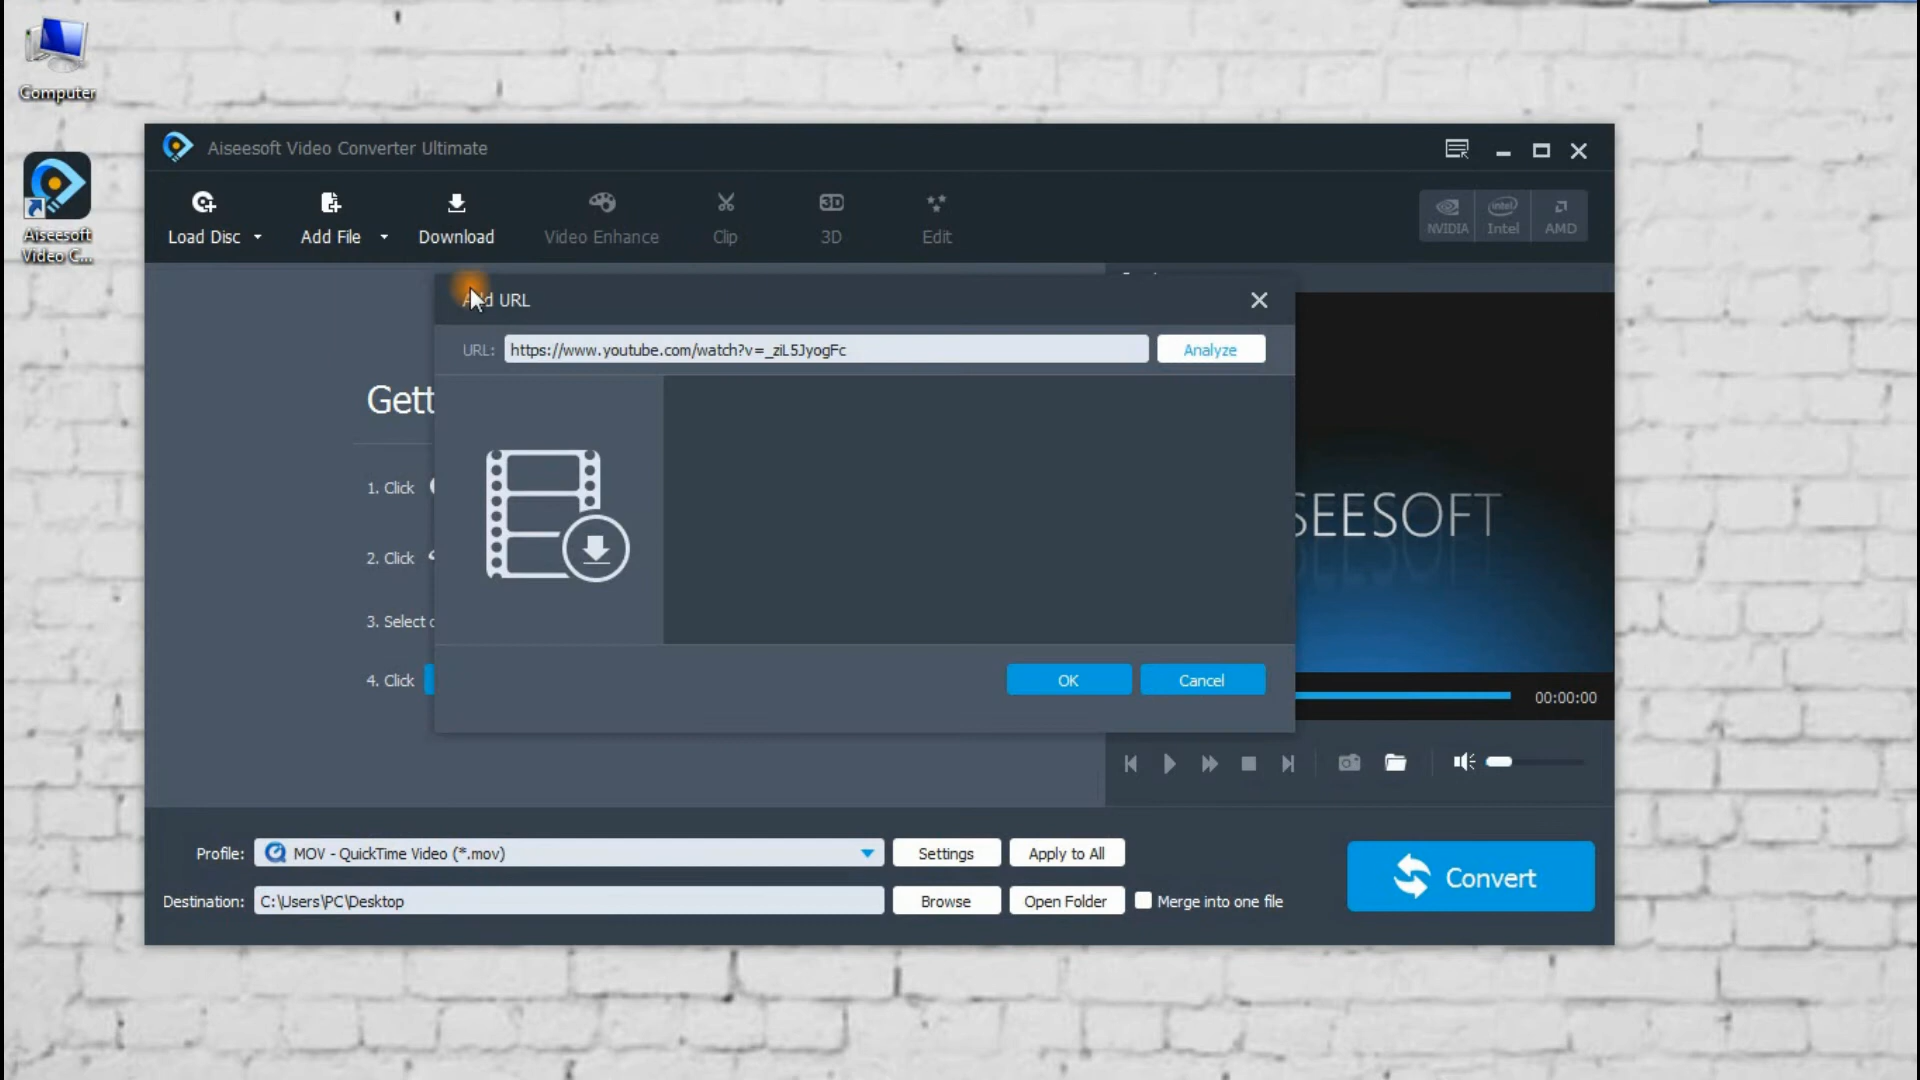 Computer
Aiseesoft
Video C...
Aiseesoft Video Converter Ultimate
Load Disc
Add File
Download
Video Enhance
Clip
3D
3D
Edit
NVIDIA
intel
Intel
AMD
URL
URL:
https://www.youtube.com/watch?v=_ziL5JyogFc
Analyze
Gett
1. Click
2. Click
3. Select
4. Click
SEESOFT
OK
Cancel
00:00:00
Profile:
MOV - QuickTime Video (*.mov)
Settings
Apply to All
Convert
Destination:
C:\Users\PC\Desktop
Browse
Open Folder
Merge into one file